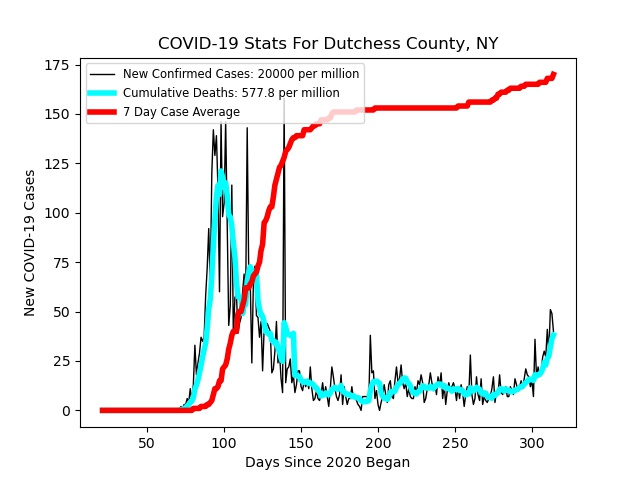 COVID-19 Stats For Dutchess County, NY
New Confirmed Cases: 20000 per million
Cumulative Deaths: 577.8 per million
7 Day Case Average
New COVID-19 Cases
175
150
125
100
75
50
25
0
50 100 150 200 250 300
Days Since 2020 Began